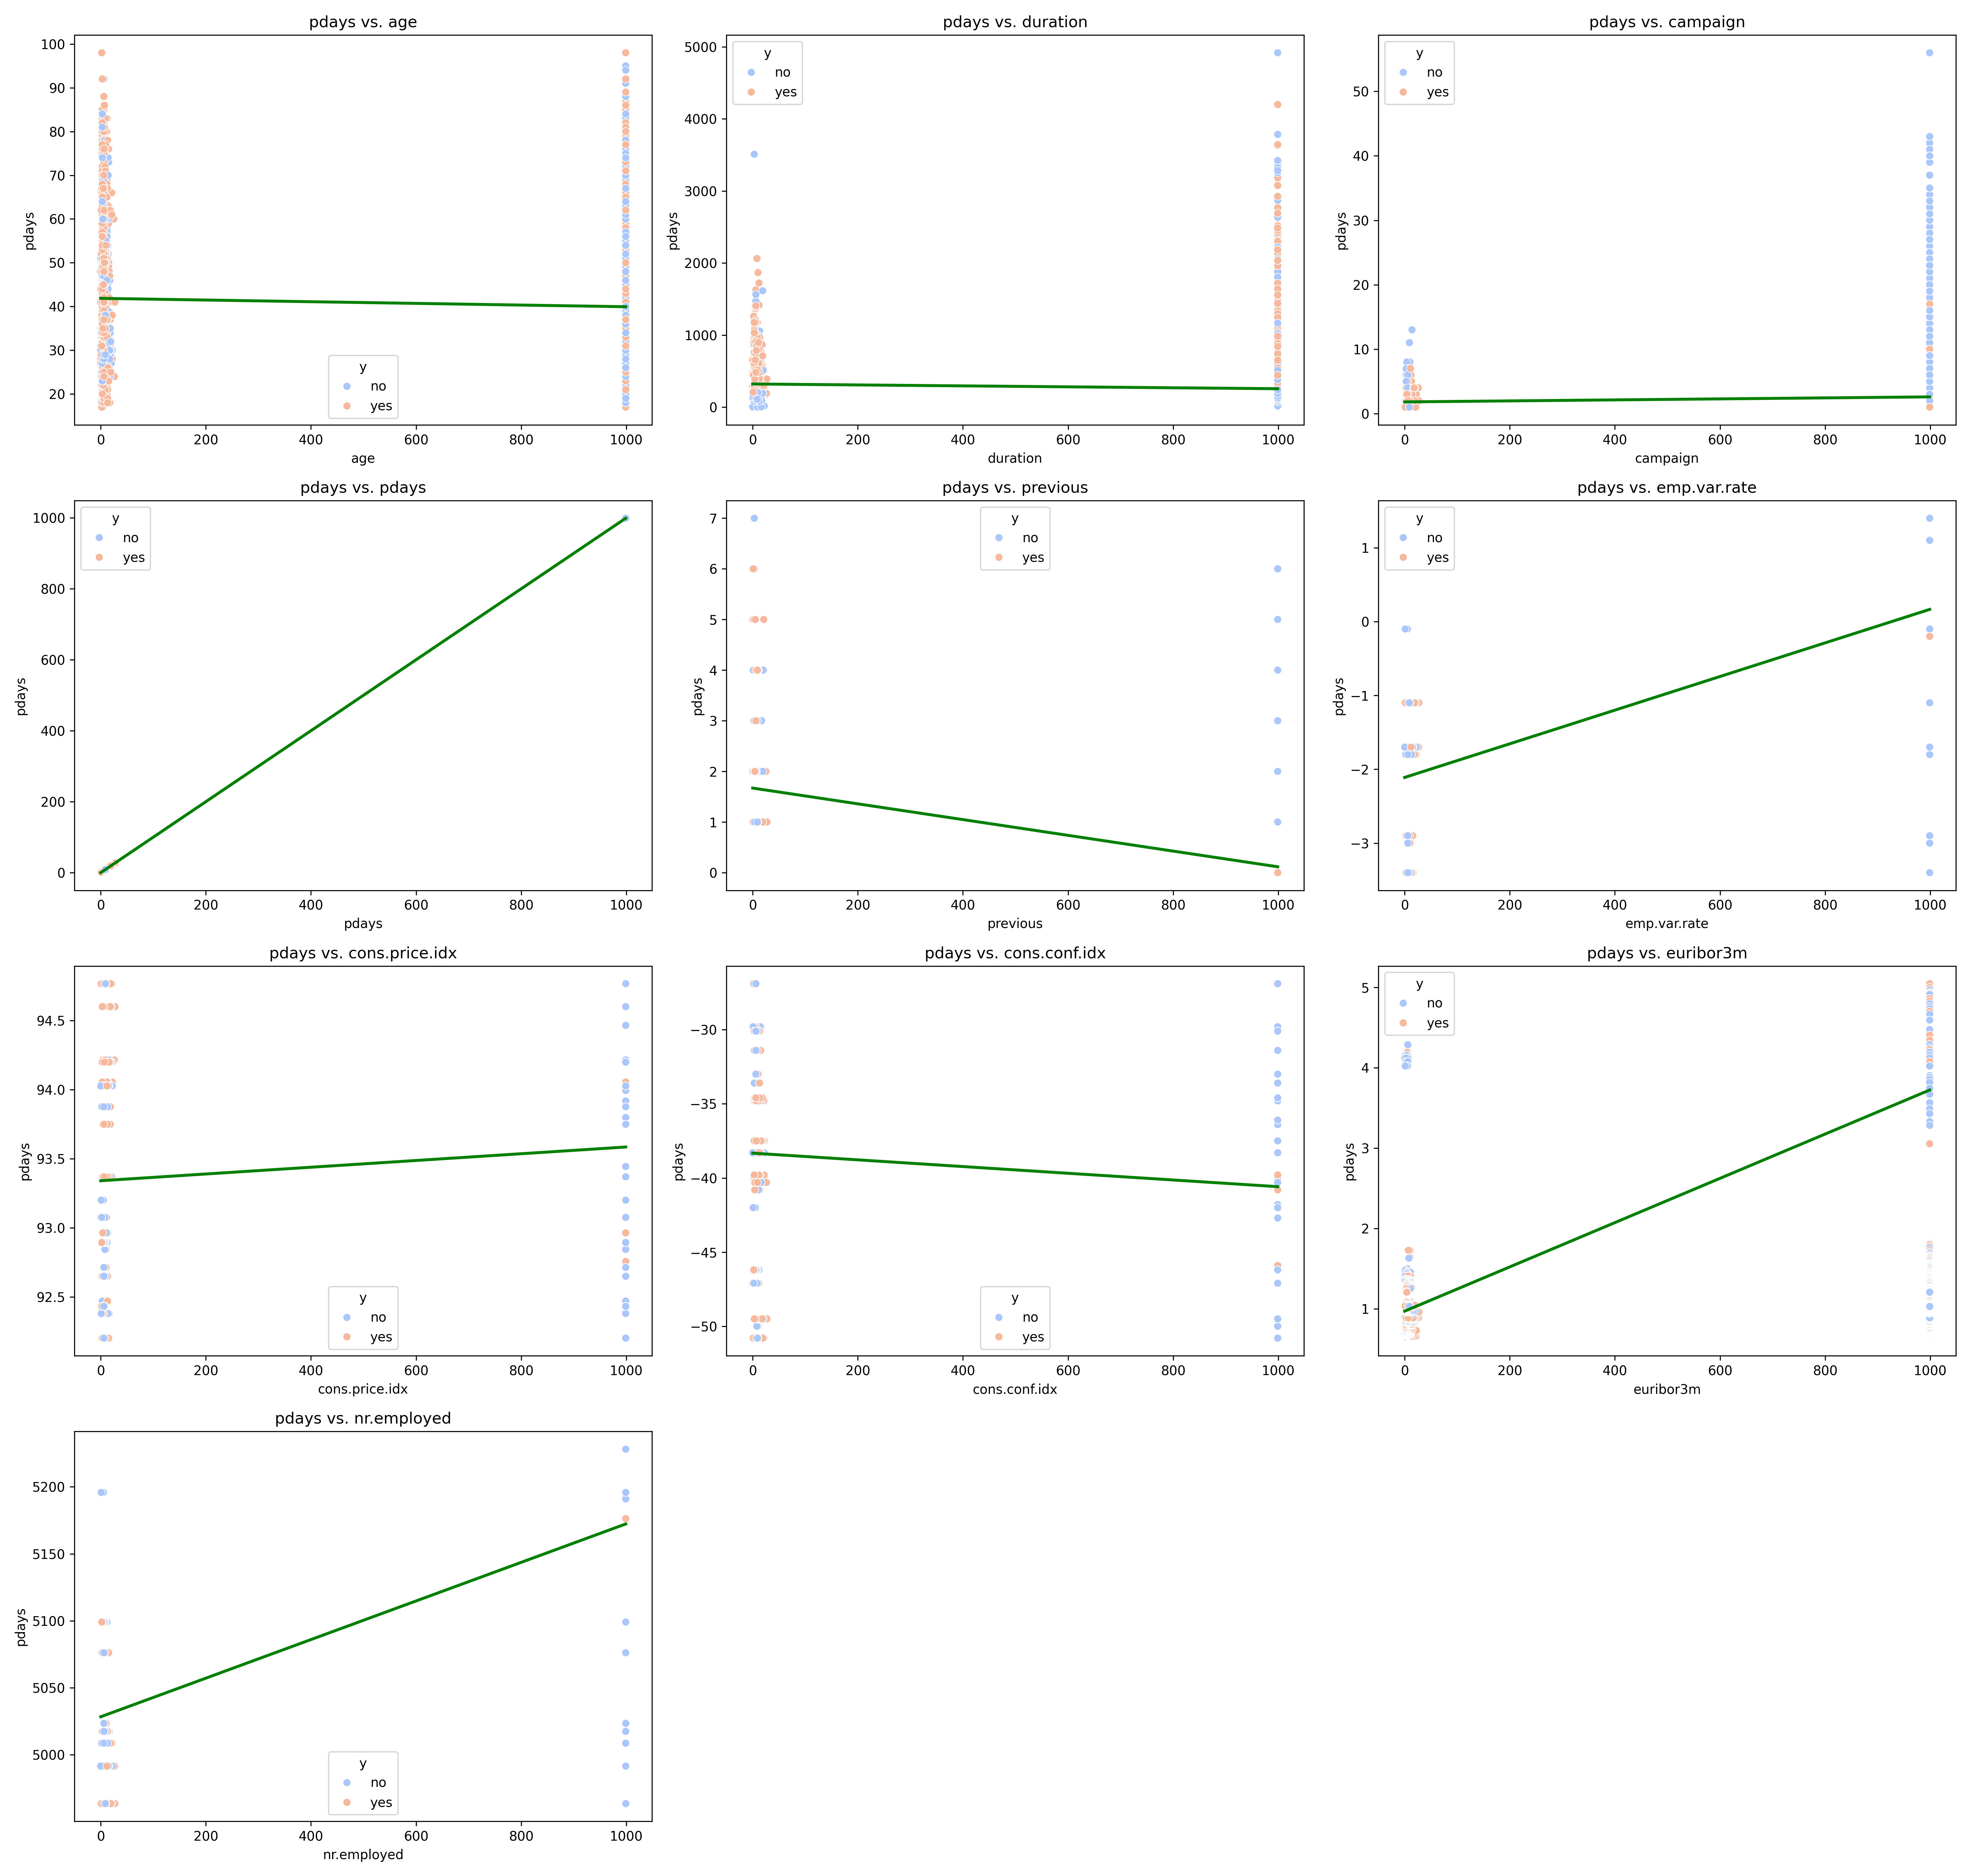 pdays vs. age
100
90
80
70
60
50
40
30
20
pdays
y
no
yes
0 200 400 600 800 1000
age
pdays vs. duration
5000
4000
3000
2000
1000
0
pdays
y
no
yes
0 200 400 600 800 1000
duration
pdays vs. campaign
50
40
30
20
10
0
pdays
y
no
yes
0 200 400 600 800 1000
campaign
pdays vs. pdays
1000
800
600
400
200
0
pdays
y
no
yes
0 200 400 600 800 1000
pdays
pdays vs. previous
7
6
5
4
3
2
1
0
pdays
y
no
yes
0 200 400 600 800 1000
previous
pdays vs. emp.var.rate
1
0
−1
−2
−3
pdays
y
no
yes
0 200 400 600 800 1000
emp.var.rate
pdays vs. cons.price.idx
94.5
94.0
93.5
93.0
92.5
pdays
y
no
yes
0 200 400 600 800 1000
cons.price.idx
pdays vs. cons.conf.idx
−30
−35
−40
−45
−50
pdays
y
no
yes
0 200 400 600 800 1000
cons.conf.idx
pdays vs. euribor3m
5
4
3
2
1
pdays
y
no
yes
0 200 400 600 800 1000
euribor3m
pdays vs. nr.employed
5200
5150
5100
5050
5000
pdays
y
no
yes
0 200 400 600 800 1000
nr.employed